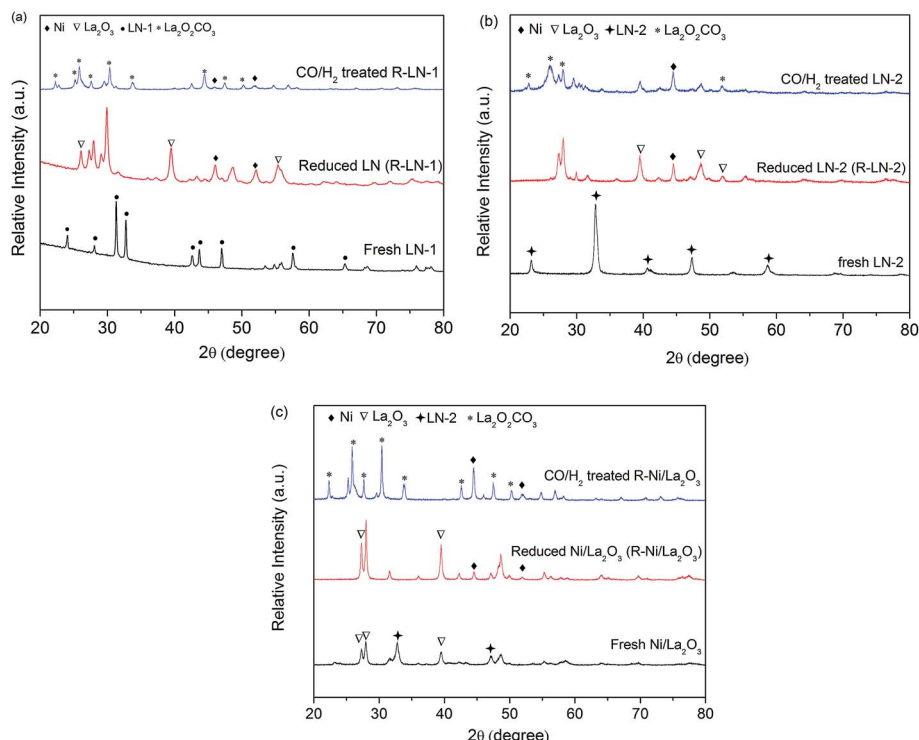 (a)
◆ Ni ▽ La₂O₃ ● LN-1 * La₂O₂CO₃
CO/H₂ treated R-LN-1
Reduced LN (R-LN-1)
Fresh LN-1
Relative Intensity (a.u.)
20 30 40 50 60 70 80
2θ (degree)
(b)
◆ Ni ▽ La₂O₃ ✦ LN-2 * La₂O₂CO₃
CO/H₂ treated LN-2
Reduced LN-2 (R-LN-2)
fresh LN-2
Relative Intensity (a.u.)
20 30 40 50 60 70 80
2θ (degree)
(c)
◆ Ni ▽ La₂O₃ ✦ LN-2 * La₂O₂CO₃
CO/H₂ treated R-Ni/La₂O₃
Reduced Ni/La₂O₃ (R-Ni/La₂O₃)
Fresh Ni/La₂O₃
Relative Intensity (a.u.)
20 30 40 50 60 70 80
2θ (degree)